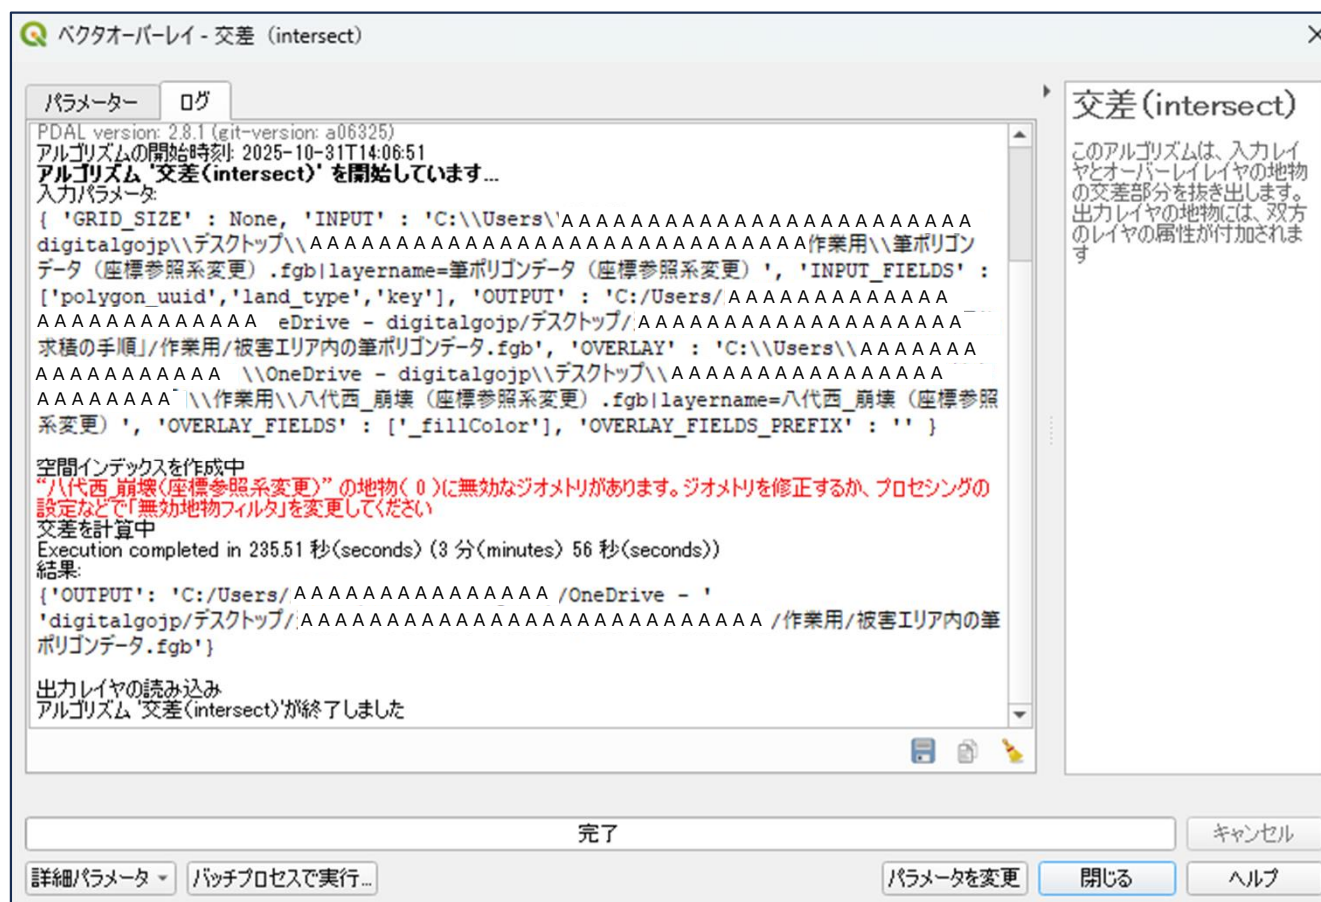 ベクタオーバーレイ - 交差（intersect）
パラメーター
ログ
PDAL version: 2.8.1 (git-version: a06325)
アルゴリズムの開始時刻: 2025-10-31T14:06:51
アルゴリズム '交差(intersect)' を開始しています…
入力パラメータ:
{ 'GRID_SIZE' : None, 'INPUT' : 'C:\\Users\'AAAAAAAAAAAAAAAAAAAAAAAA
digitalgojp\\デスクトップ\\AAAAAAAAAAAAAAAAAAAAAAAAAAAAA作業用\\筆ポリゴン
データ（座標参照系変更）.fgb|layername=筆ポリゴンデータ（座標参照系変更）', 'INPUT_FIELDS' :
['polygon_uuid','land_type','key'], 'OUTPUT' : 'C:/Users/AAAAAAAAAAAAA
AAAAAAAAAAAAA eDrive - digitalgojp/デスクトップ/AAAAAAAAAAAAAAAAAAA
求積の手順」/作業用/被害エリア内の筆ポリゴンデータ.fgb', 'OVERLAY' : 'C:\\Users\\AAAAAAA
AAAAAAAAAAA \\OneDrive - digitalgojp\\デスクトップ\\AAAAAAAAAAAAAAAA
AAAAAAAA \\作業用\\八代西_崩壊（座標参照系変更）.fgb|layername=八代西_崩壊（座標参照
系変更）', 'OVERLAY_FIELDS' : ['_fillColor'], 'OVERLAY_FIELDS_PREFIX' : '' }
空間インデックスを作成中
“八代西_崩壊(座標参照系変更)” の地物( 0 )に無効なジオメトリがあります。ジオメトリを修正するか、プロセシングの
設定などで「無効地物フィルタ」を変更してください
交差を計算中
Execution completed in 235.51 秒(seconds) (3 分(minutes) 56 秒(seconds))
結果:
{'OUTPUT': 'C:/Users/AAAAAAAAAAAAAAA /OneDrive - '
'digitalgojp/デスクトップ/AAAAAAAAAAAAAAAAAAAAAAAAAAA /作業用/被害エリア内の筆
ポリゴンデータ.fgb'}
出力レイヤの読み込み
アルゴリズム '交差(intersect)'が終了しました
交差(intersect)
このアルゴリズムは、入力レイ
ヤとオーバーレイレイヤの地物
の交差部分を抜き出します。
出力レイヤの地物には、双方
のレイヤの属性が付加されま
す
完了
キャンセル
詳細パラメータ
バッチプロセスで実行…
パラメータを変更
閉じる
ヘルプ